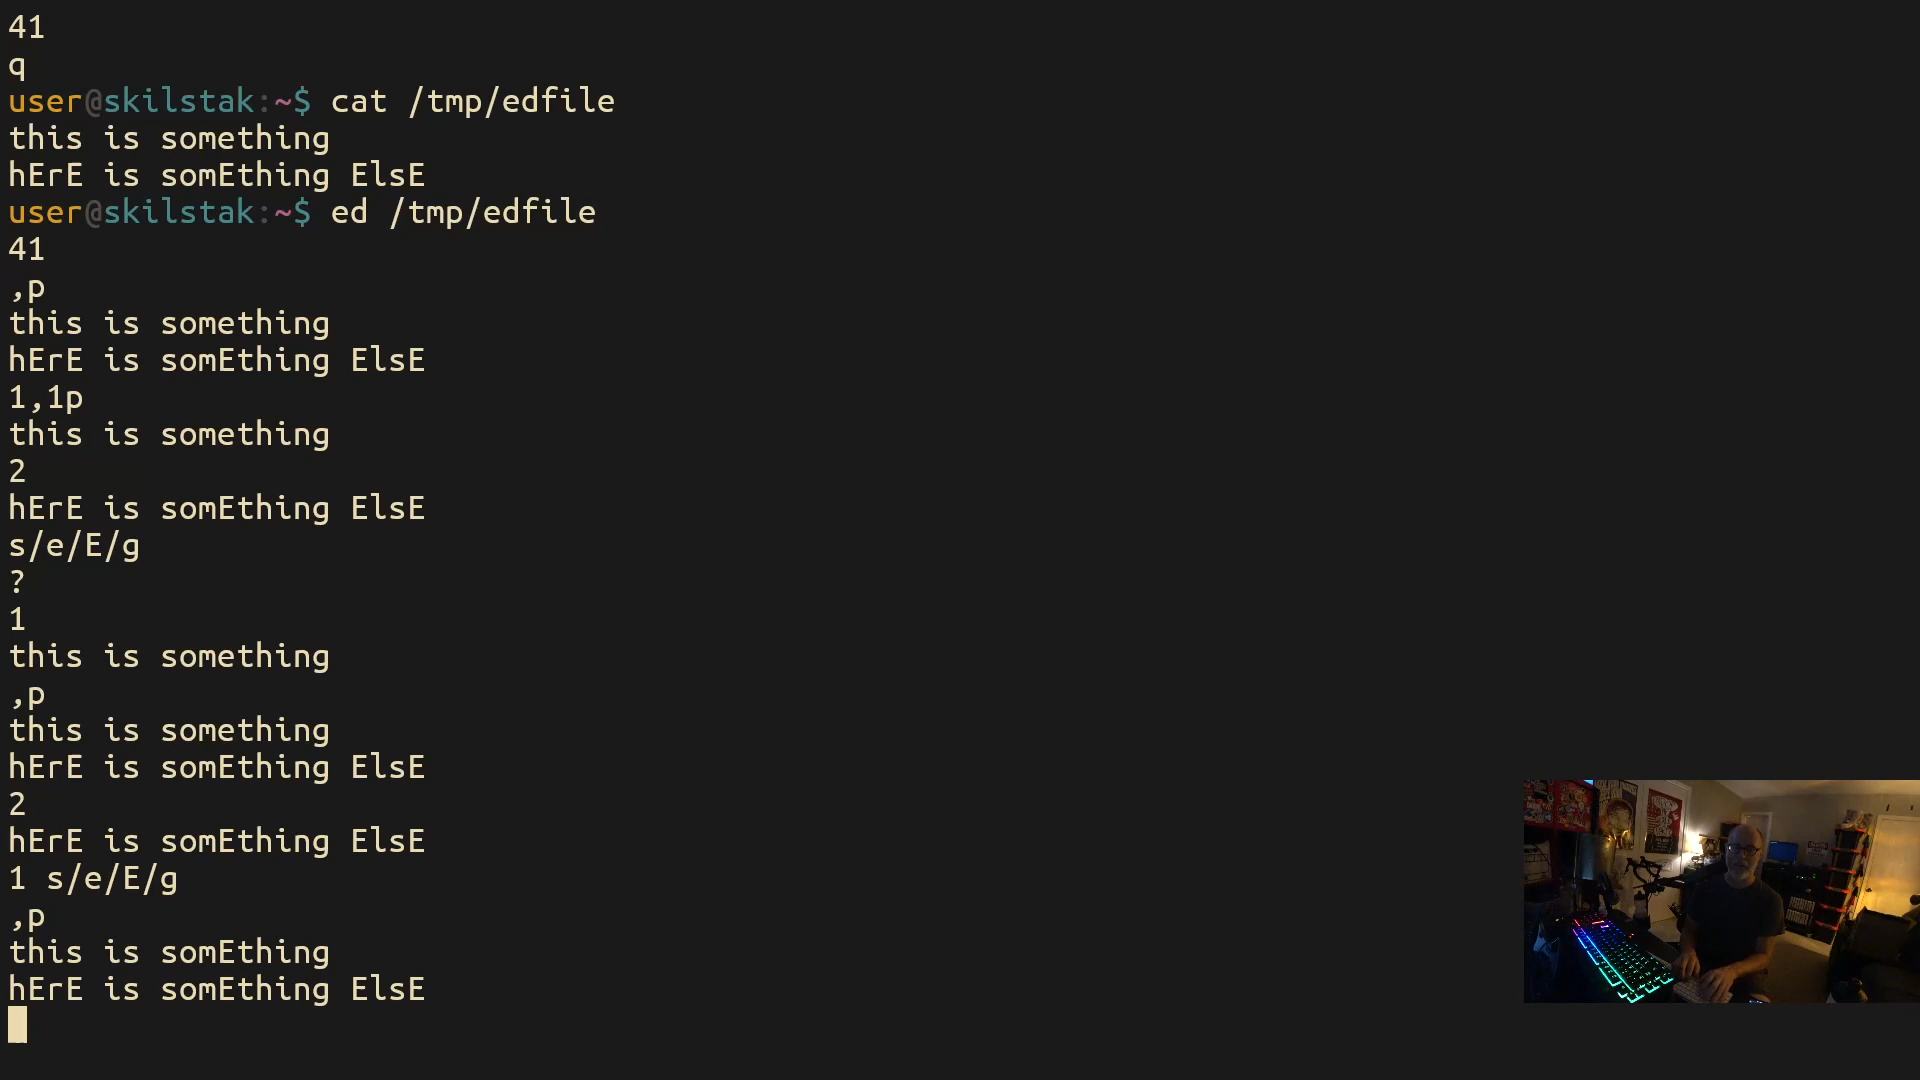 41
q
user@skilstak:~$ cat /tmp/edfile
this is something
hErE is somEthing ElsE
user@skilstak:~$ ed /tmp/edfile
41
,p
this is something
hErE is somEthing ElsE
1,1p
this is something
2
hErE is somEthing ElsE
s/e/E/g
?
1
this is something
,p
this is something
hErE is somEthing ElsE
2
hErE is somEthing ElsE
1 s/e/E/g
,p
this is somEthing
hErE is somEthing ElsE